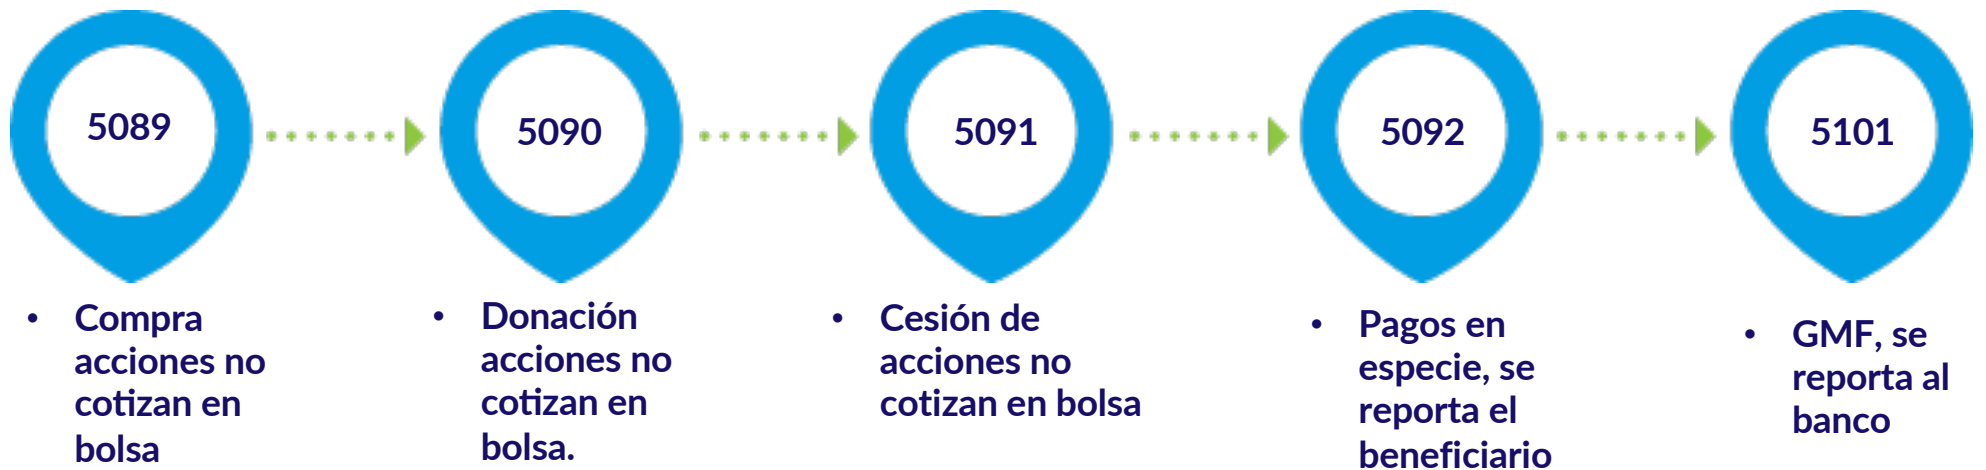 5089
• Compra
acciones no
cotizan en
bolsa
5090
• Donación
acciones no
cotizan en
bolsa.
5091
• Cesión de
acciones no
cotizan en bolsa
5092
• Pagos en
especie, se
reporta el
beneficiario
5101
• GMF, se
reporta al
banco